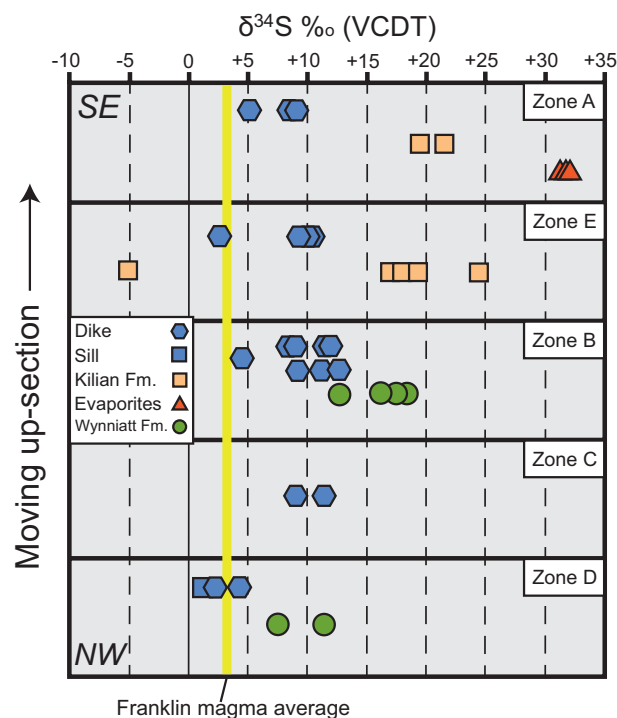 δ³⁴S ‰ (VCDT)
-10 -5 0 +5 +10 +15 +20 +25 +30 +35
SE
Zone A
Zone E
Dike
Sill
Kilian Fm.
Evaporites
Wynniatt Fm.
Zone B
Zone C
Zone D
NW
Moving up-section
Franklin magma average